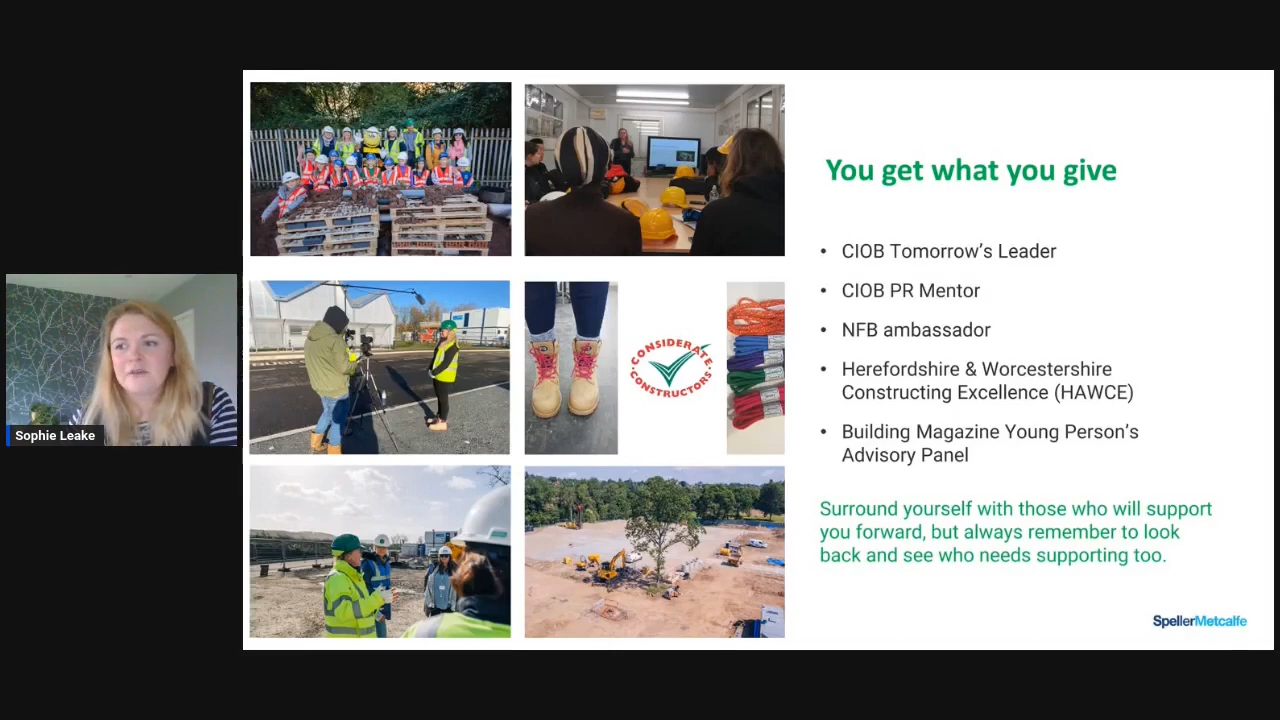 Sophie Leake
CONSIDERATE
CONSTRUCTORS
You get what you give
• CIOB Tomorrow’s Leader
• CIOB PR Mentor
• NFB ambassador
• Herefordshire & Worcestershire
Constructing Excellence (HAWCE)
• Building Magazine Young Person’s
Advisory Panel
Surround yourself with those who will support
you forward, but always remember to look
back and see who needs supporting too.
SpellerMetcalfe